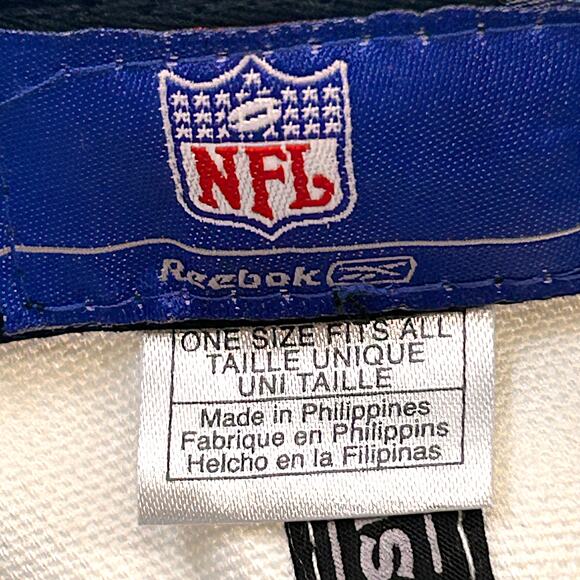 NFL
Reebok
ONE SIZE FITS ALL
TAILLE UNIQUE
UNI TAILLE
Made in Philippines
Fabrique en Philippins
Helcho en la Filipinas